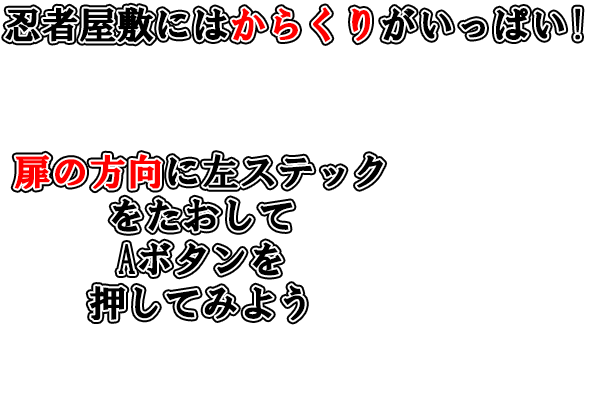 忍者屋敷にはからくりがいっぱい!
扉の方向に左ステック
をたおして
Aボタンを
押してみよう